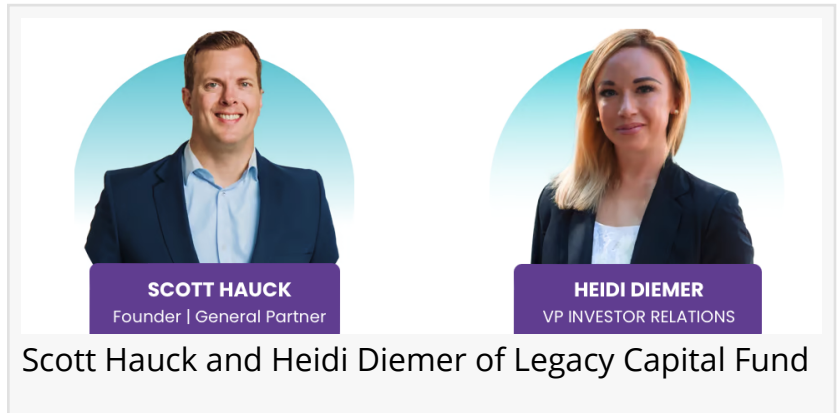 SCOTT HAUCK
Founder | General Partner
HEIDI DIEMER
VP INVESTOR RELATIONS
Scott Hauck and Heidi Diemer of Legacy Capital Fund